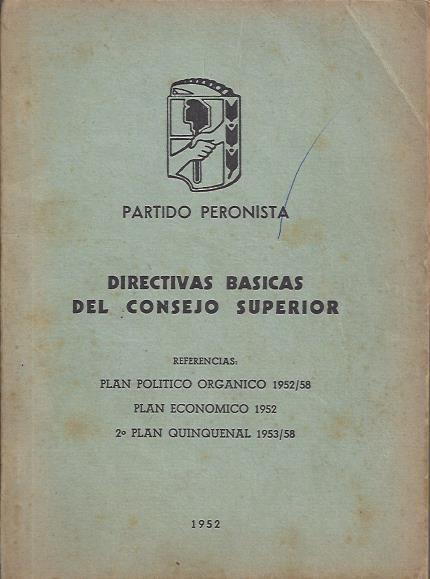 PARTIDO PERONISTA
DIRECTIVAS BASICAS
DEL CONSEJO SUPERIOR
REFERENCIAS:
PLAN POLITICO ORGANICO 1952/58
PLAN ECONOMICO 1952
2º PLAN QUINQUENAL 1953/58
1952